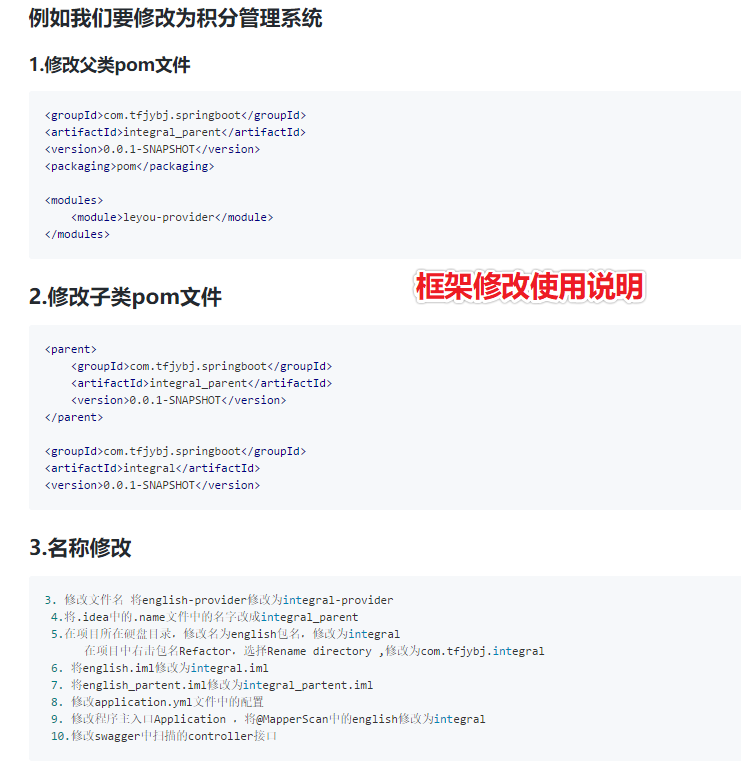 例如我们要修改为积分管理系统
1.修改父类pom文件
<groupId>com.tfjybj.springboot</groupId>
<artifactId>integral_parent</artifactId>
<version>0.0.1-SNAPSHOT</version>
<packaging>pom</packaging>
<modules>
<module>leyou-provider</module>
</modules>
框架修改使用说明
2.修改子类pom文件
<parent>
<groupId>com.tfjybj.springboot</groupId>
<artifactId>integral_parent</artifactId>
<version>0.0.1-SNAPSHOT</version>
</parent>
<groupId>com.tfjybj.springboot</groupId>
<artifactId>integral</artifactId>
<version>0.0.1-SNAPSHOT</version>
3.名称修改
3. 修改文件名 将english-provider修改为integral-provider
4.将.idea中的.name文件中的名字改成integral_parent
5.在项目所在硬盘目录，修改名为english包名，修改为integral
在项目中右击包名Refactor，选择Rename directory ,修改为com.tfjybj.integral
6. 将english.iml修改为integral.iml
7. 将english_partent.iml修改为integral_partent.iml
8. 修改application.yml文件中的配置
9. 修改程序主入口Application ，将@MapperScan中的english修改为integral
10.修改swagger中扫描的controller接口